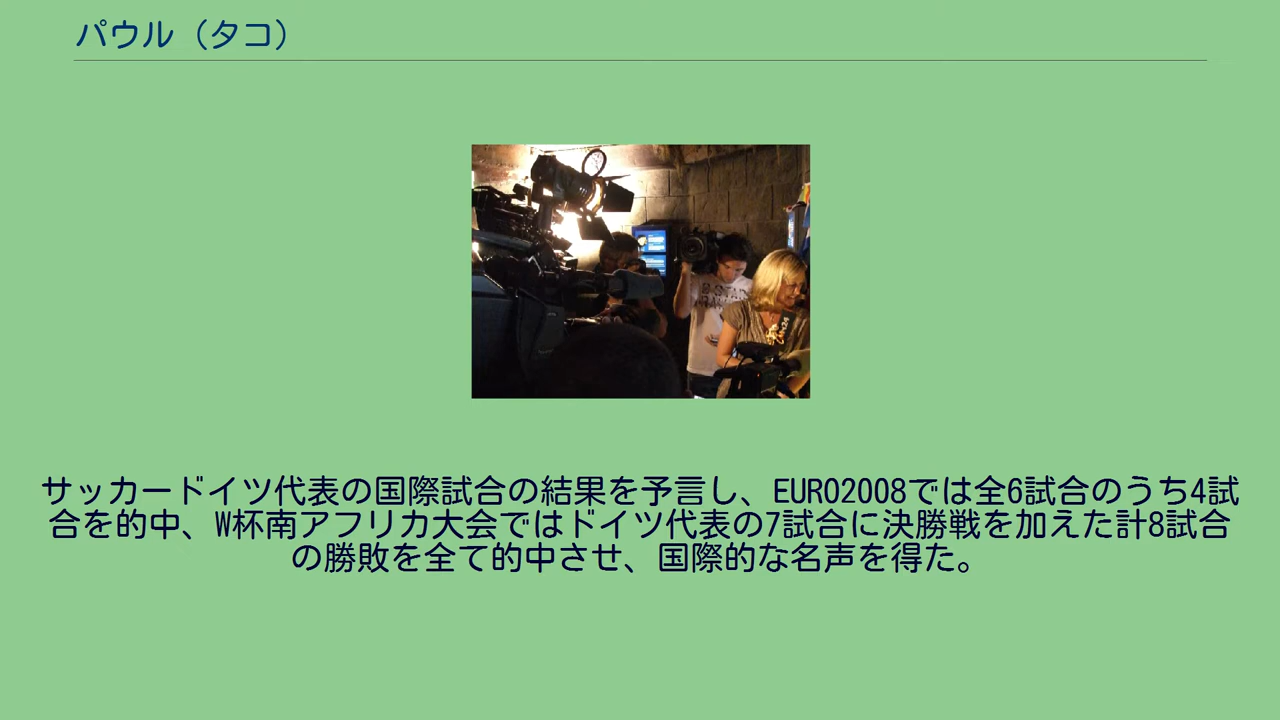 パウル（タコ）
サッカードイツ代表の国際試合の結果を予言し、EURO2008では全6試合のうち4試
合を的中、W杯南アフリカ大会ではドイツ代表の7試合に決勝戦を加えた計8試合
の勝敗を全て的中させ、国際的な名声を得た。